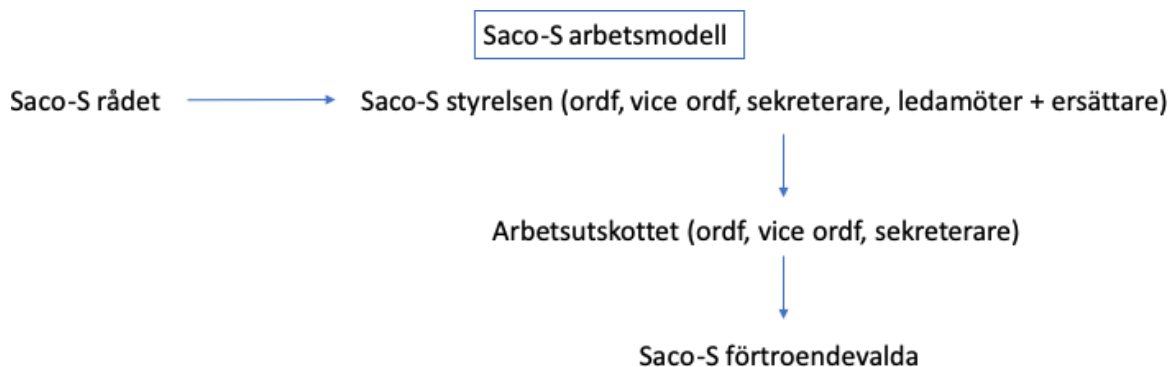 Saco-S arbetsmodell
Saco-S rådet
Saco-S styrelsen (ordf, vice ordf, sekreterare, ledamöter + ersättare)
Arbetsutskottet (ordf, vice ordf, sekreterare)
Saco-S förtroendevalda